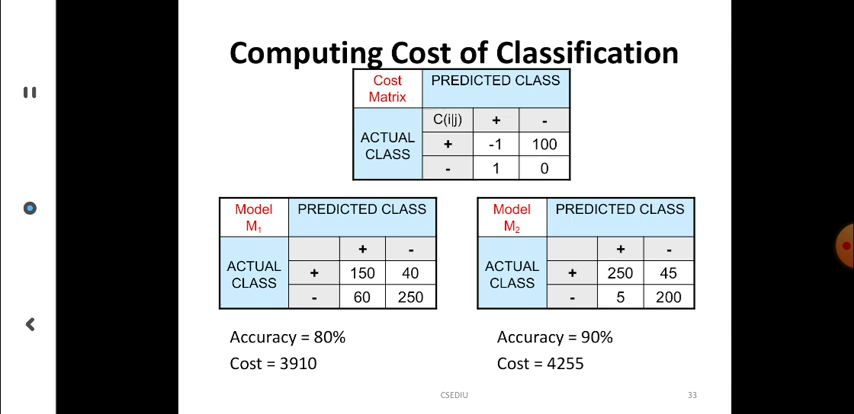 Computing Cost of Classification
Cost Matrix PREDICTED CLASS
ACTUAL CLASS C(i|j) + -
+ -1 100
- 1 0
Model M1 PREDICTED CLASS
ACTUAL CLASS + -
+ 150 40
- 60 250
Accuracy = 80%
Cost = 3910
Model M2 PREDICTED CLASS
ACTUAL CLASS + -
+ 250 45
- 5 200
Accuracy = 90%
Cost = 4255
CSEDIU
33